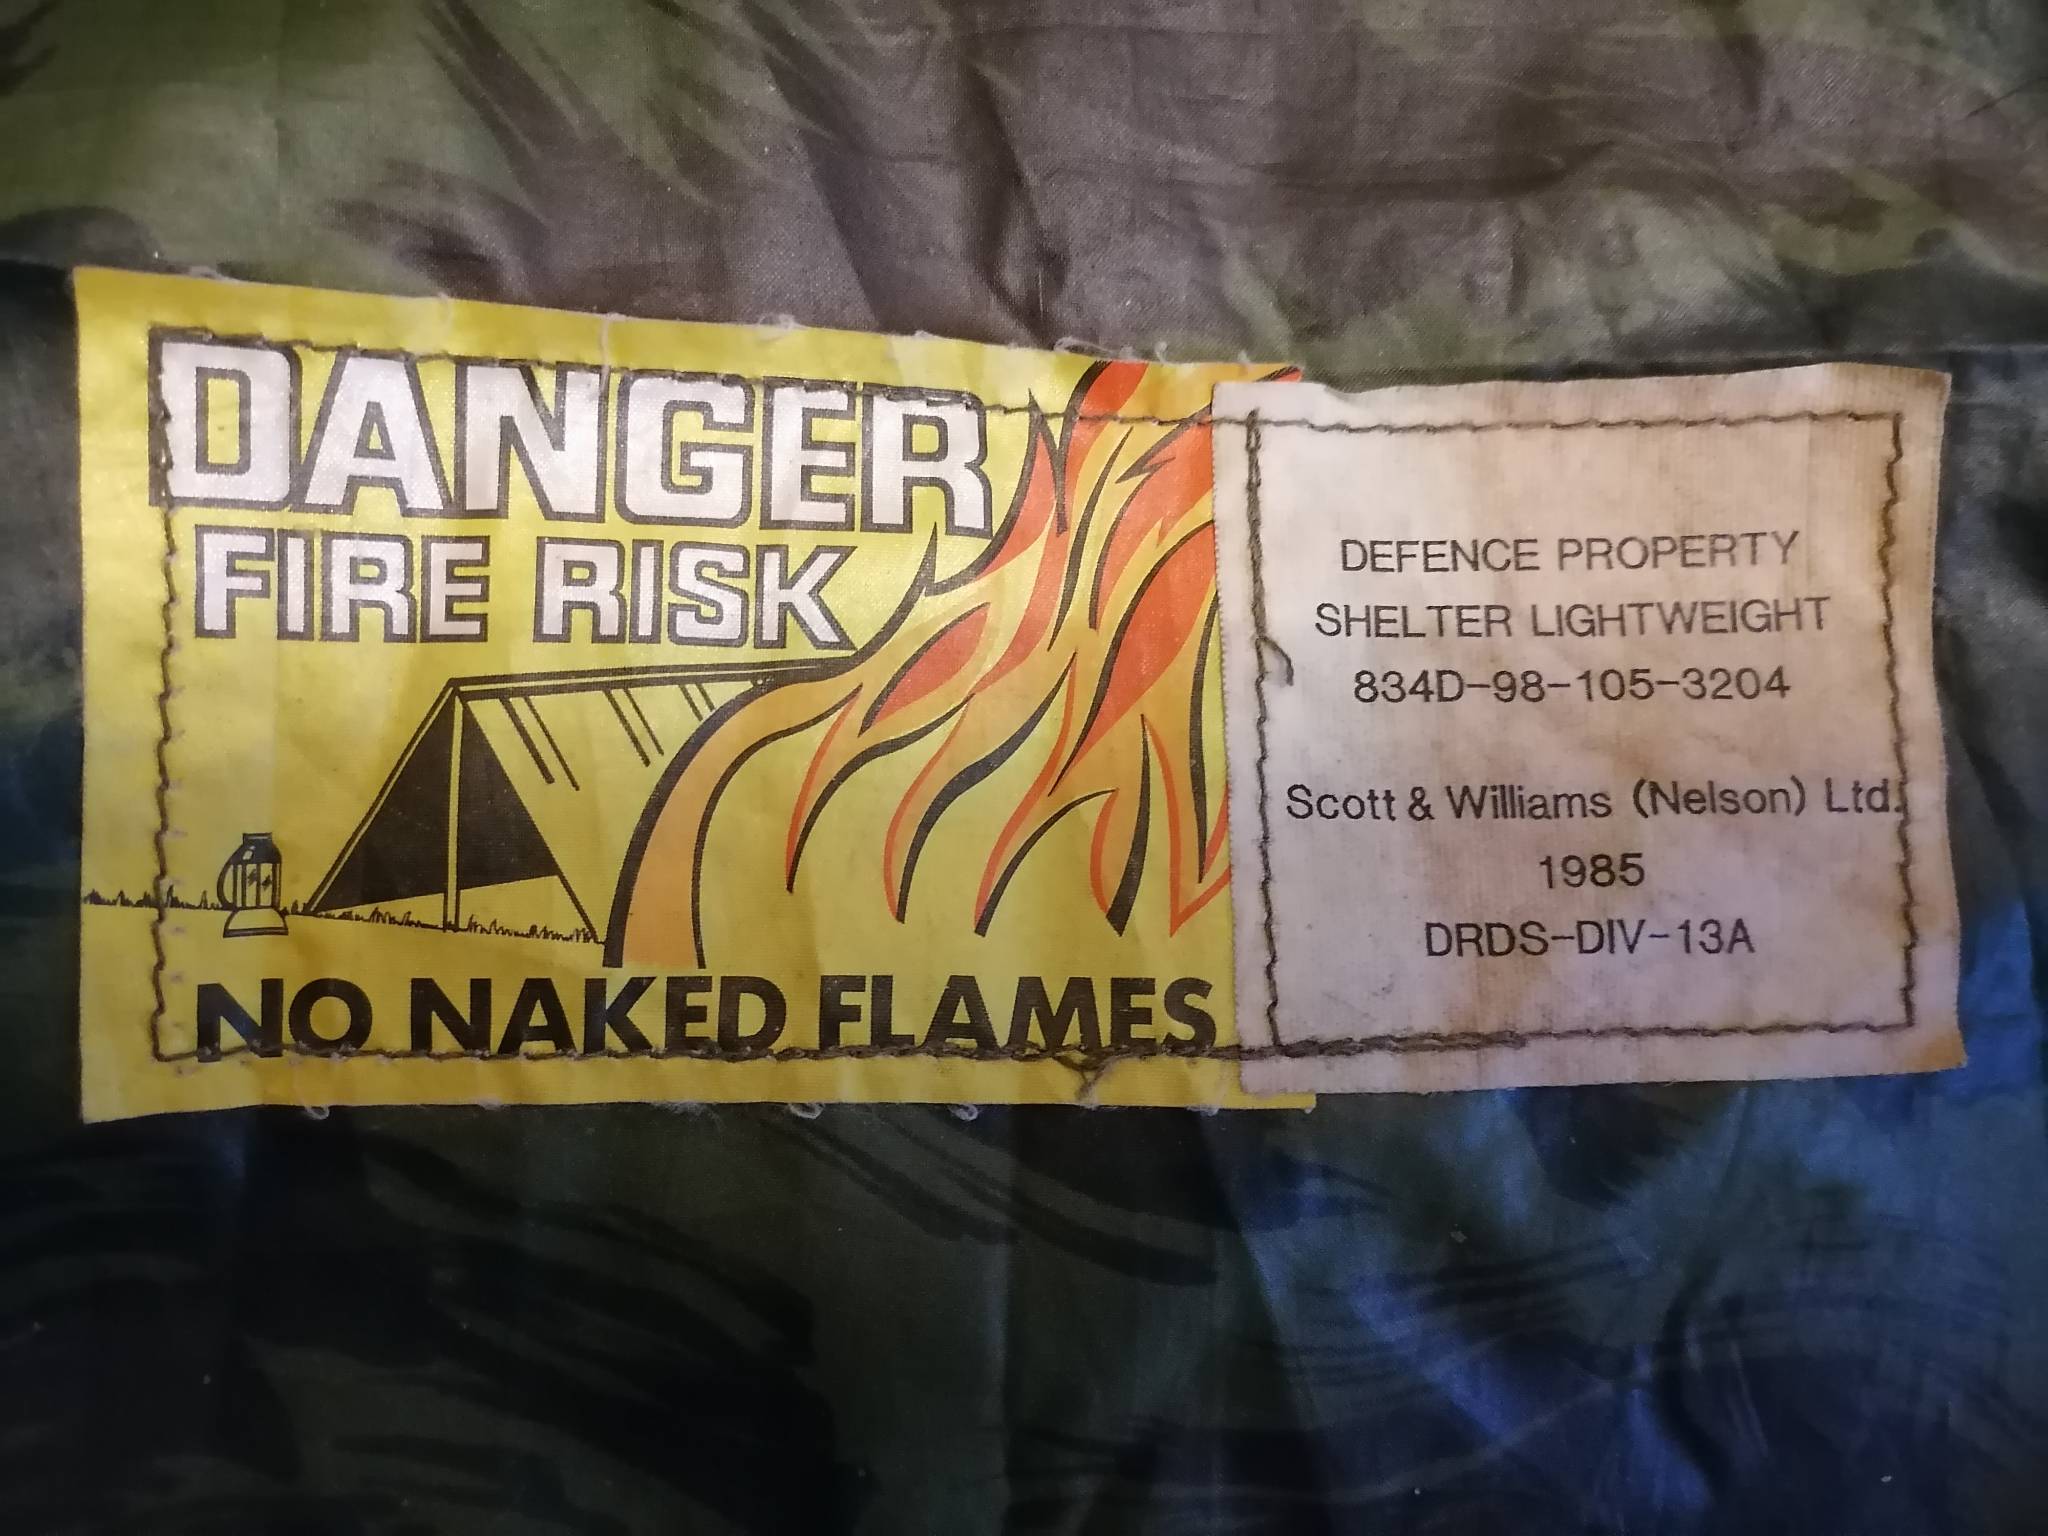 DANGER
FIRE RISK
NO NAKED FLAMES
DEFENCE PROPERTY
SHELTER LIGHTWEIGHT
834D-98-105-3204
Scott & Williams (Nelson) Ltd.
1985
DRDS-DIV-13A